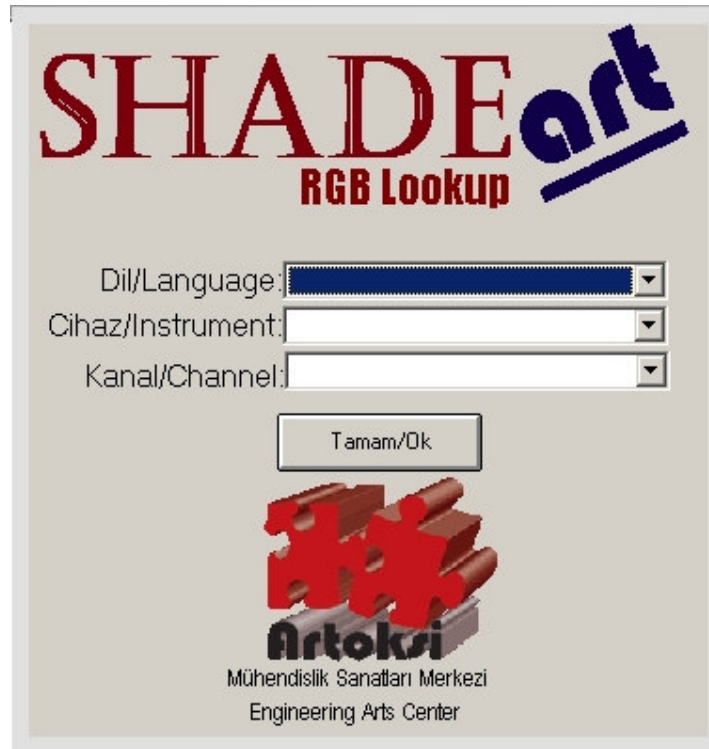 SHADE art
RGB Lookup
Dil/Language:
Cihaz/Instrument:
Kanal/Channel:
Tamam/Ok
Artoksi
Mühendislik Sanatları Merkezi
Engineering Arts Center